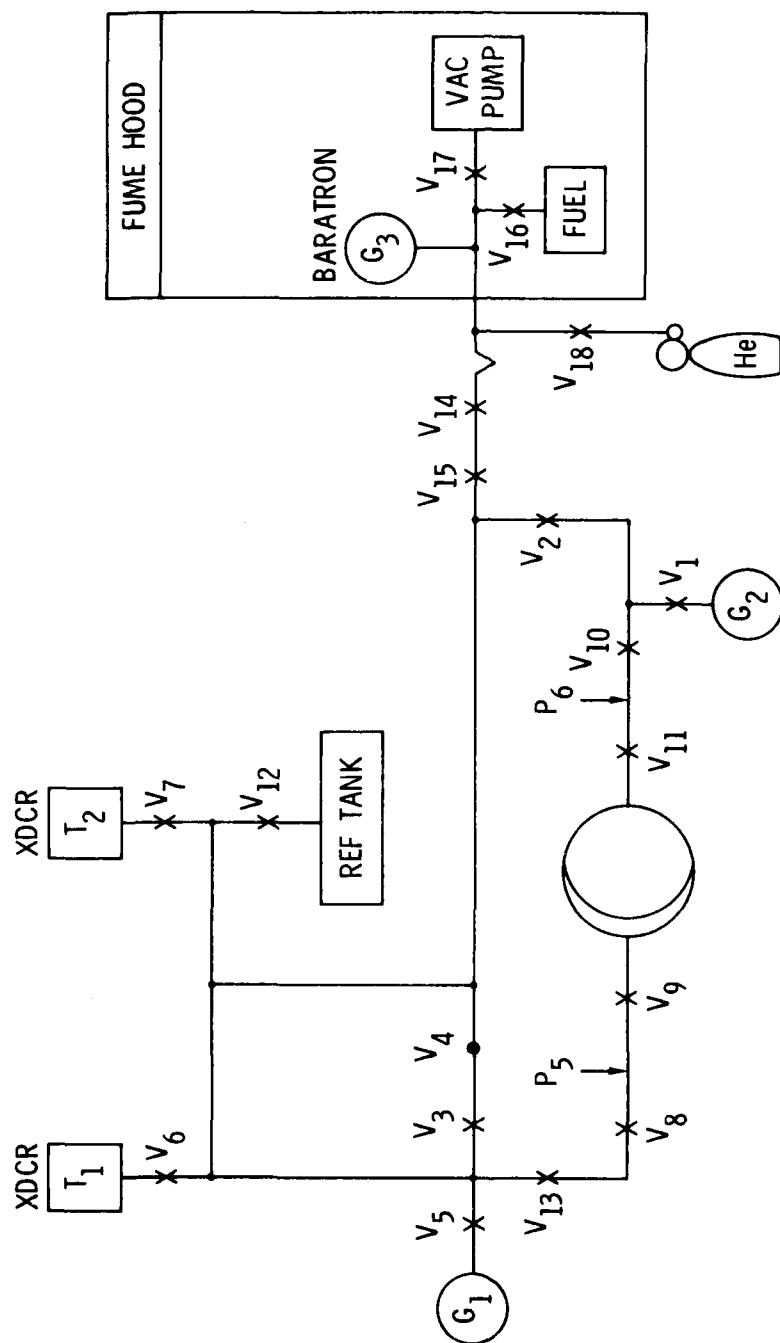 FUME HOOD
VAC
PUMP
V17
BARATRON
G3
V16
FUEL
V18
He
V14
V15
V2
V1
G2
V10
P6
V11
XDCR
T2
V7
V12
REF TANK
V4
V3
V9
P5
V8
XDCR
T1
V6
V5
V13
G1